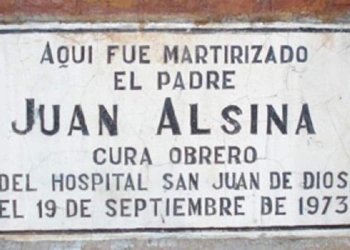 AQUI FUE MARTIRIZADO
EL PADRE
JUAN ALSINA
CURA OBRERO
DEL HOSPITAL SAN JUAN DE DIOS
EL 19 DE SEPTIEMBRE DE 1973